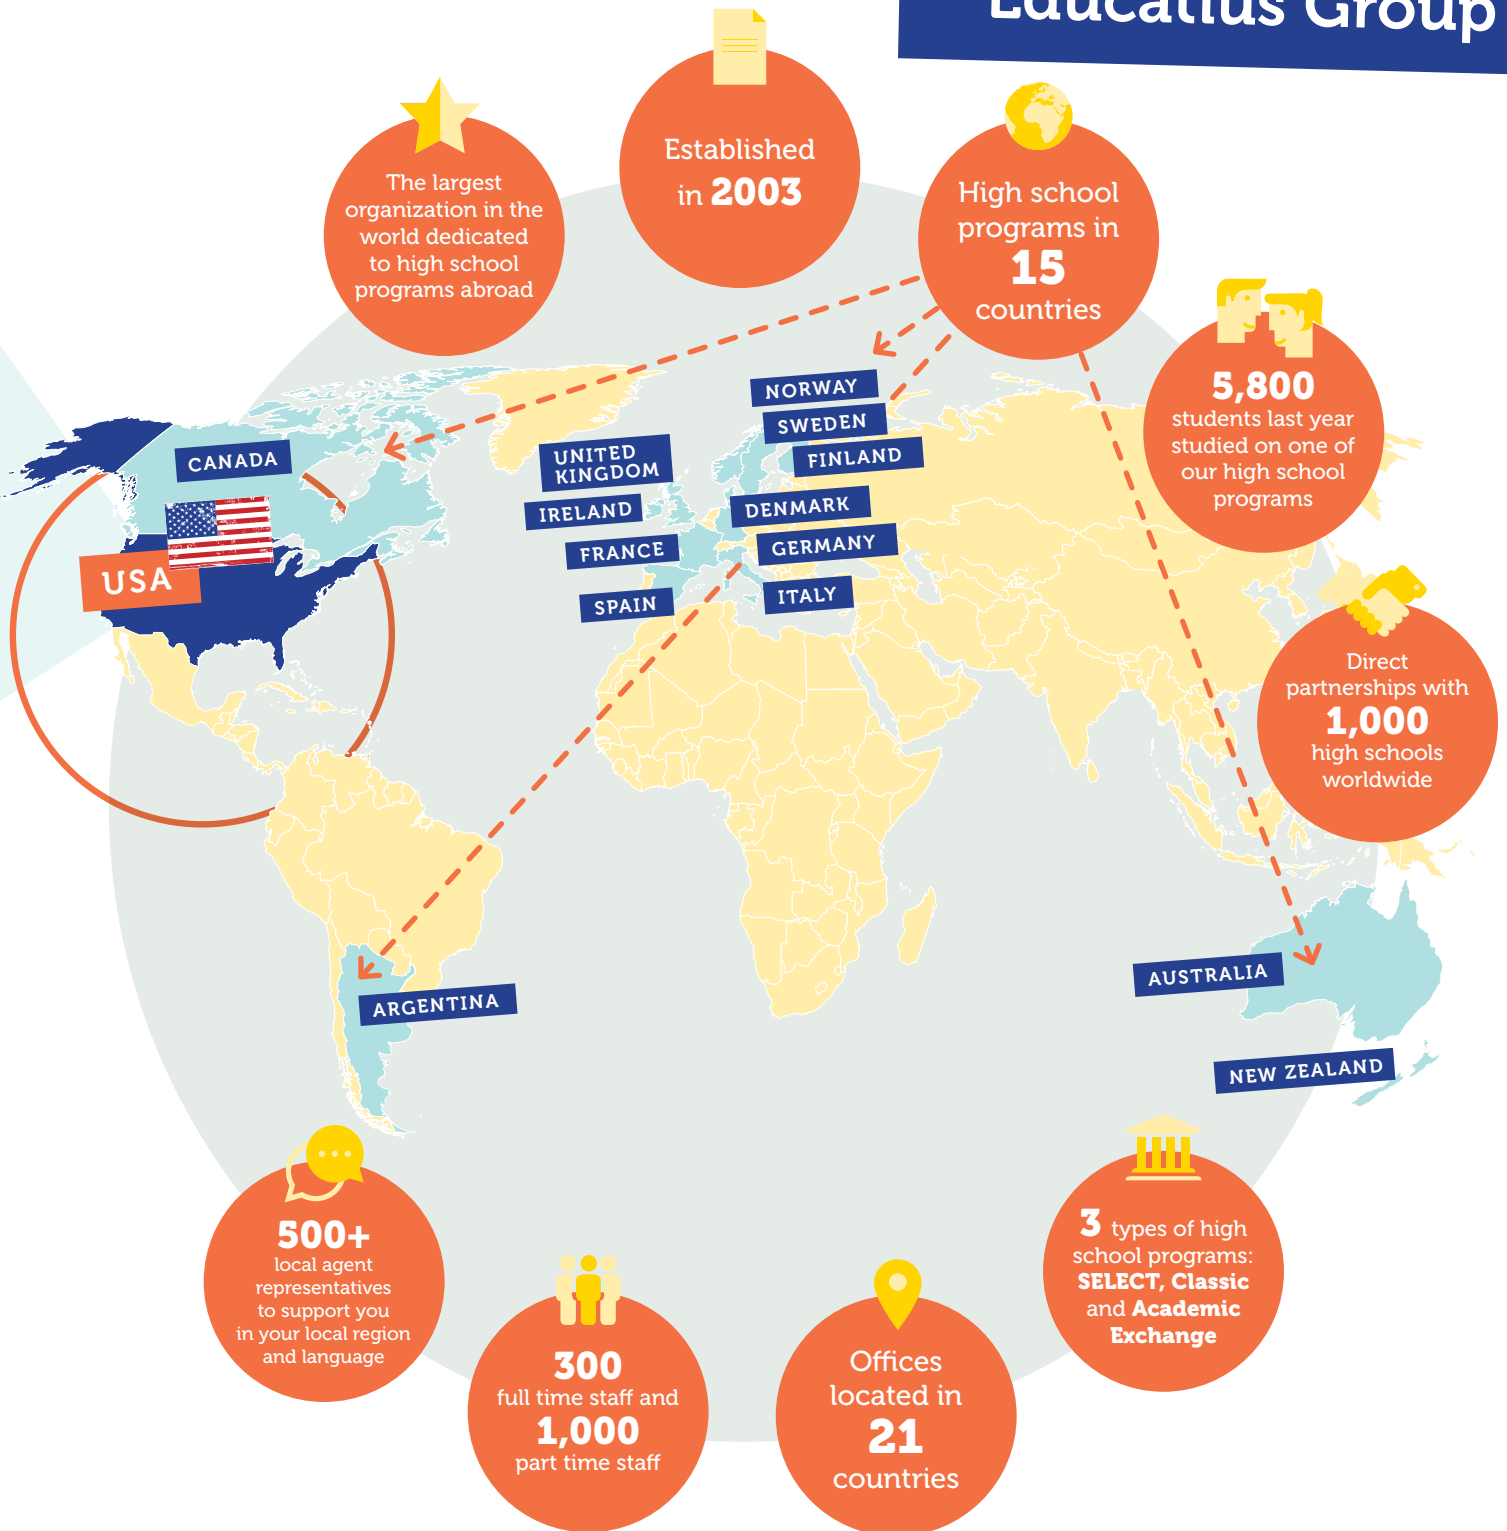 Educatius Group
Established
in 2003
The largest
organization in the
world dedicated
to high school
programs abroad
High school
programs in
15
countries
5,800
students last year
studied on one of
our high school
programs
NORWAY
SWEDEN
FINLAND
UNITED
KINGDOM
CANADA
IRELAND
DENMARK
FRANCE
GERMANY
USA
SPAIN
ITALY
Direct
partnerships with
1,000
high schools
worldwide
ARGENTINA
AUSTRALIA
NEW ZEALAND
500+
local agent
representatives
to support you
in your local region
and language
300
full time staff and
1,000
part time staff
Offices
located in
21
countries
3 types of high
school programs:
SELECT, Classic
and Academic
Exchange